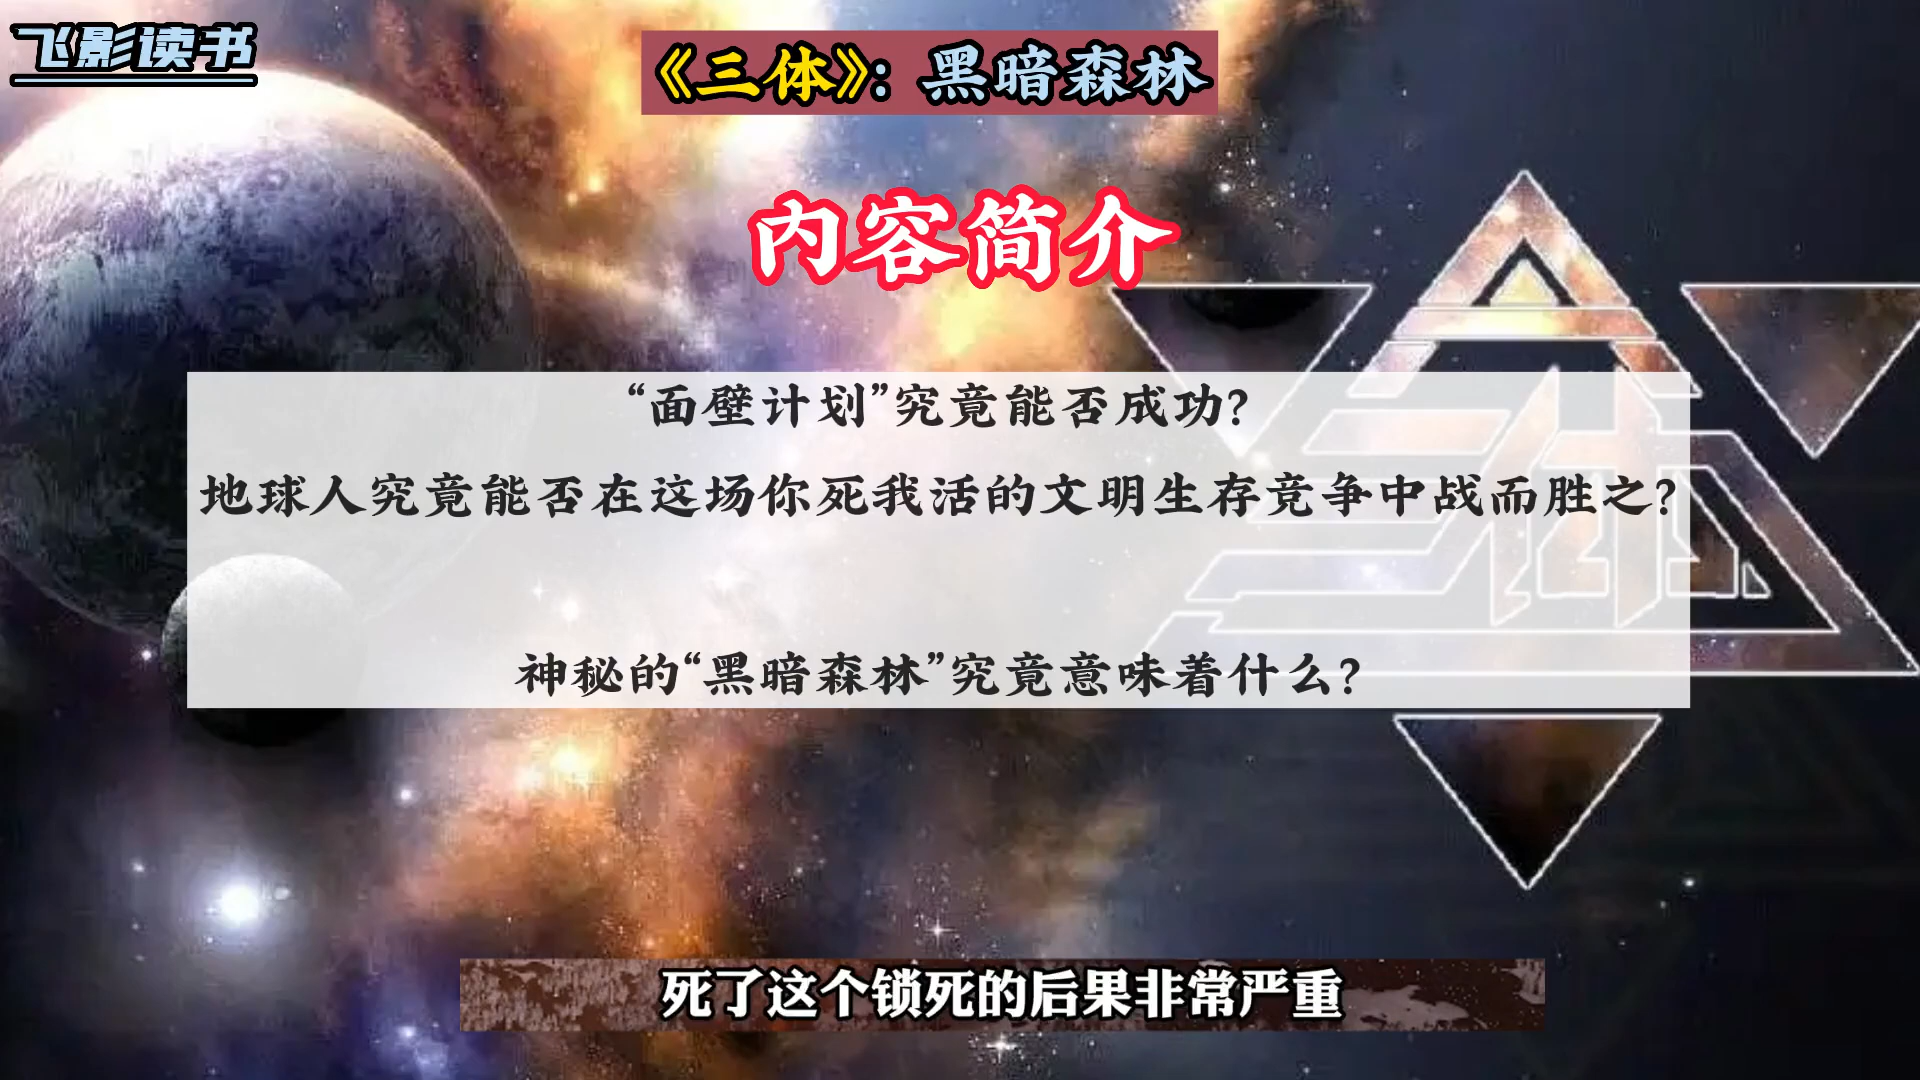 飞影读书
《三体》：黑暗森林
内容简介
“面壁计划”究竟能否成功？
地球人究竟能否在这场你死我活的文明生存竞争中战而胜之？
神秘的“黑暗森林”究竟意味着什么？
三体
死了这个锁死的后果非常严重